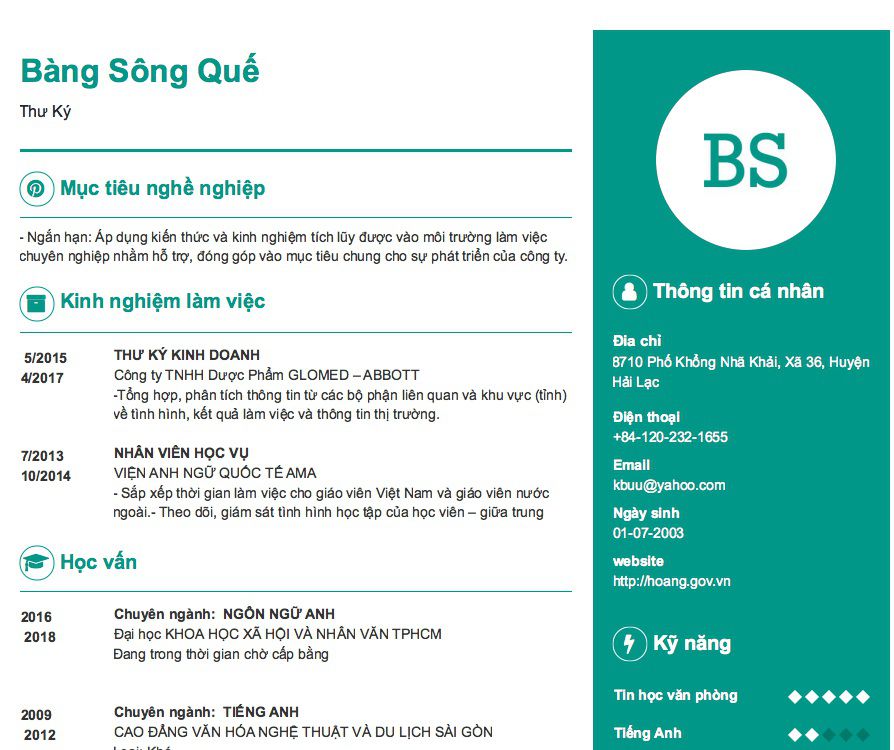 Bàng Sông Quế
Thư Ký
Mục tiêu nghề nghiệp
- Ngắn hạn: Áp dụng kiến thức và kinh nghiệm tích lũy được vào môi trường làm việc
chuyên nghiệp nhằm hỗ trợ, đóng góp vào mục tiêu chung cho sự phát triển của công ty.
Kinh nghiệm làm việc
5/2015
4/2017
THƯ KÝ KINH DOANH
Công ty TNHH Dược Phẩm GLOMED – ABBOTT
-Tổng hợp, phân tích thông tin từ các bộ phận liên quan và khu vực (tỉnh)
về tình hình, kết quả làm việc và thông tin thị trường.
7/2013
10/2014
NHÂN VIÊN HỌC VỤ
VIỆN ANH NGỮ QUỐC TẾ AMA
- Sắp xếp thời gian làm việc cho giáo viên Việt Nam và giáo viên nước
ngoài.- Theo dõi, giám sát tình hình học tập của học viên – giữa trung
Học vấn
2016
2018
Chuyên ngành: NGÔN NGỮ ANH
Đại học KHOA HỌC XÃ HỘI VÀ NHÂN VĂN TPHCM
Đang trong thời gian chờ cấp bằng
2009
2012
Chuyên ngành: TIẾNG ANH
CAO ĐẲNG VĂN HÓA NGHỆ THUẬT VÀ DU LỊCH SÀI GÒN
BS
Thông tin cá nhân
Đia chỉ
8710 Phố Khổng Nhã Khải, Xã 36, Huyện
Hải Lạc
Điện thoại
+84-120-232-1655
Email
kbuu@yahoo.com
Ngày sinh
01-07-2003
website
http://hoang.gov.vn
Kỹ năng
Tin học văn phòng
Tiếng Anh